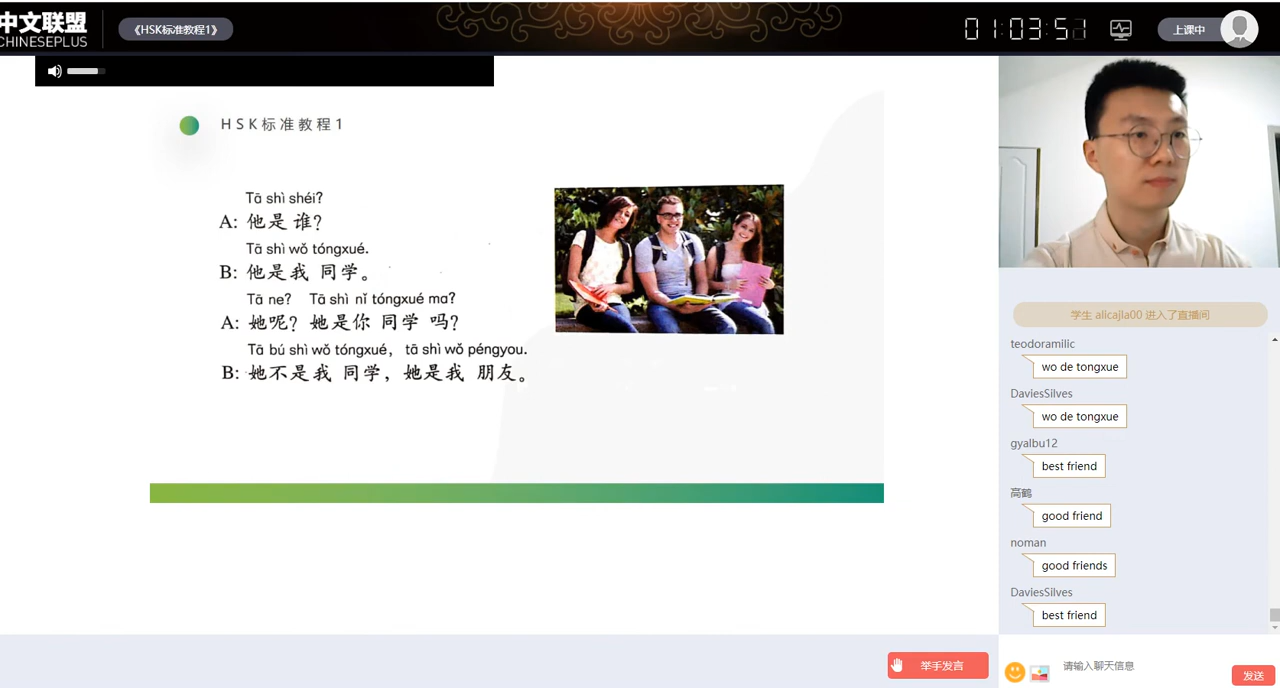 中文联盟
CHINESEPLUS
《HSK标准教程1》
01:03:51
上课中
HSK标准教程1
Tā shì shéi?
A: 他是 谁？
Tā shì wǒ tóngxué.
B: 他是我 同学。
Tā ne? Tā shì nǐ tóngxué ma?
A: 她呢？ 她是你 同学 吗？
Tā bú shì wǒ tóngxué, tā shì wǒ péngyou.
B: 她不是我 同学，她是我 朋友。
学生 alicajla00 进入了直播间
teodoramilic
wo de tongxue
DaviesSilves
wo de tongxue
gyalbu12
best friend
高鹤
good friend
noman
good friends
DaviesSilves
best friend
举手发言
请输入聊天信息
发送